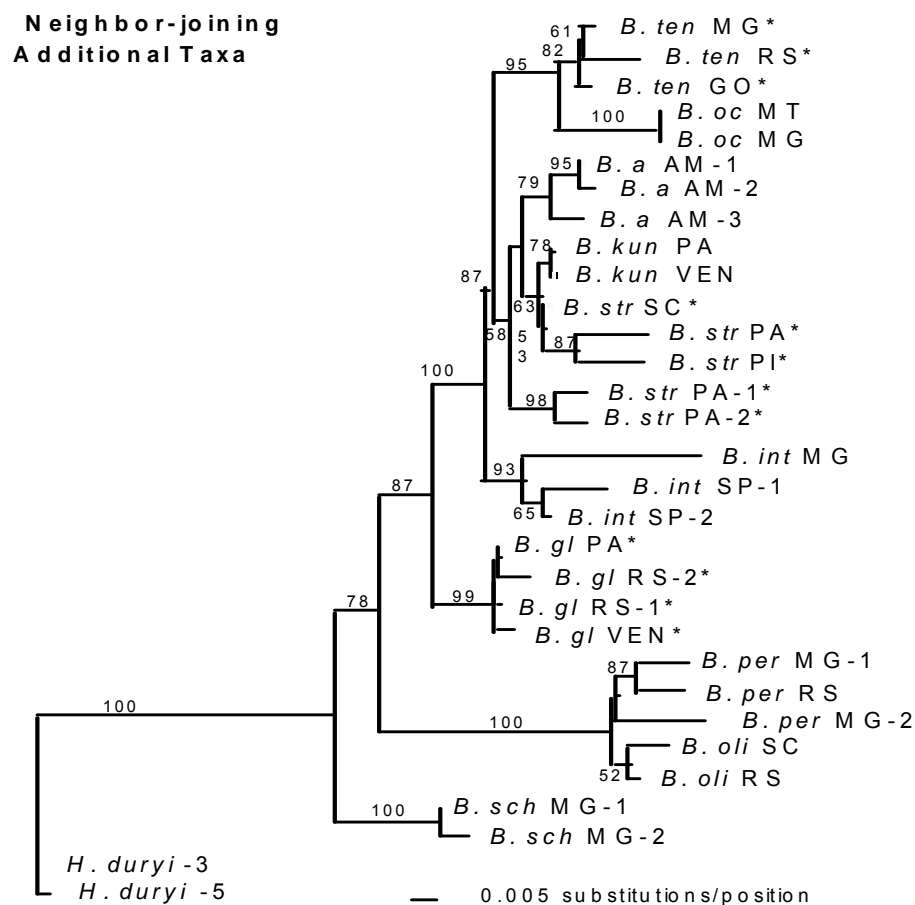 Neighbor-joining
Additional Taxa
61
B. ten MG*
82
B. ten RS*
95
B. ten GO*
100
B. oc MT
B. oc MG
95
B. a AM-1
79
B. a AM-2
B. a AM-3
78
B. kun PA
87
B. kun VEN
63
B. str SC*
58
5
3
87
B. str PA*
B. str PI*
100
98
B. str PA-1*
B. str PA-2*
93
B. int MG
87
B. int SP-1
65
B. int SP-2
B. gl PA*
B. gl RS-2*
99
B. gl RS-1*
78
B. gl VEN*
87
B. per MG-1
B. per RS
100
100
B. per MG-2
B. oli SC
52
B. oli RS
100
B. sch MG-1
B. sch MG-2
H. duryi -3
H. duryi -5
0.005 substitutions/position